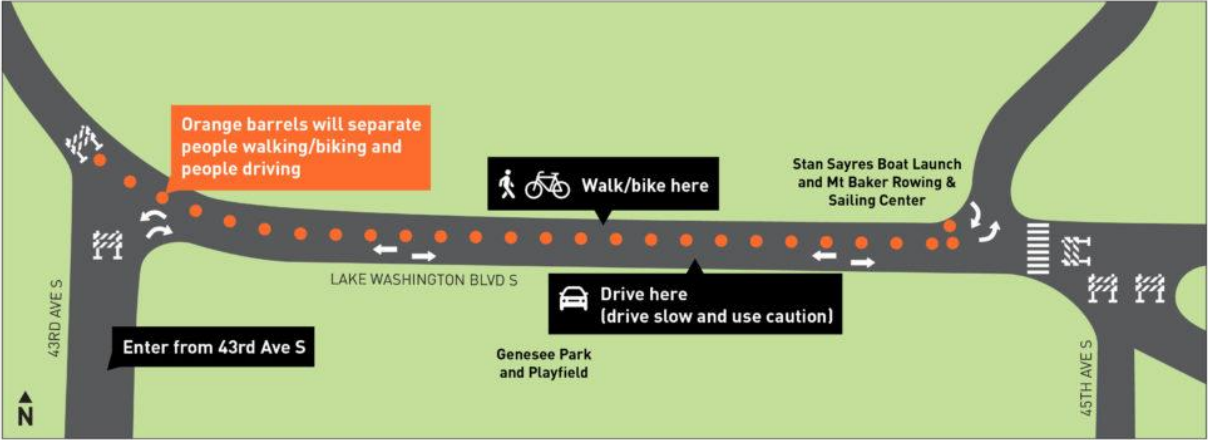 Orange barrels will separate
people walking/biking and
people driving
Walk/bike here
Stan Sayres Boat Launch
and Mt Baker Rowing &
Sailing Center
LAKE WASHINGTON BLVD S
Drive here
(drive slow and use caution)
43RD AVE S
Enter from 43rd Ave S
Genesee Park
and Playfield
45TH AVE S
N